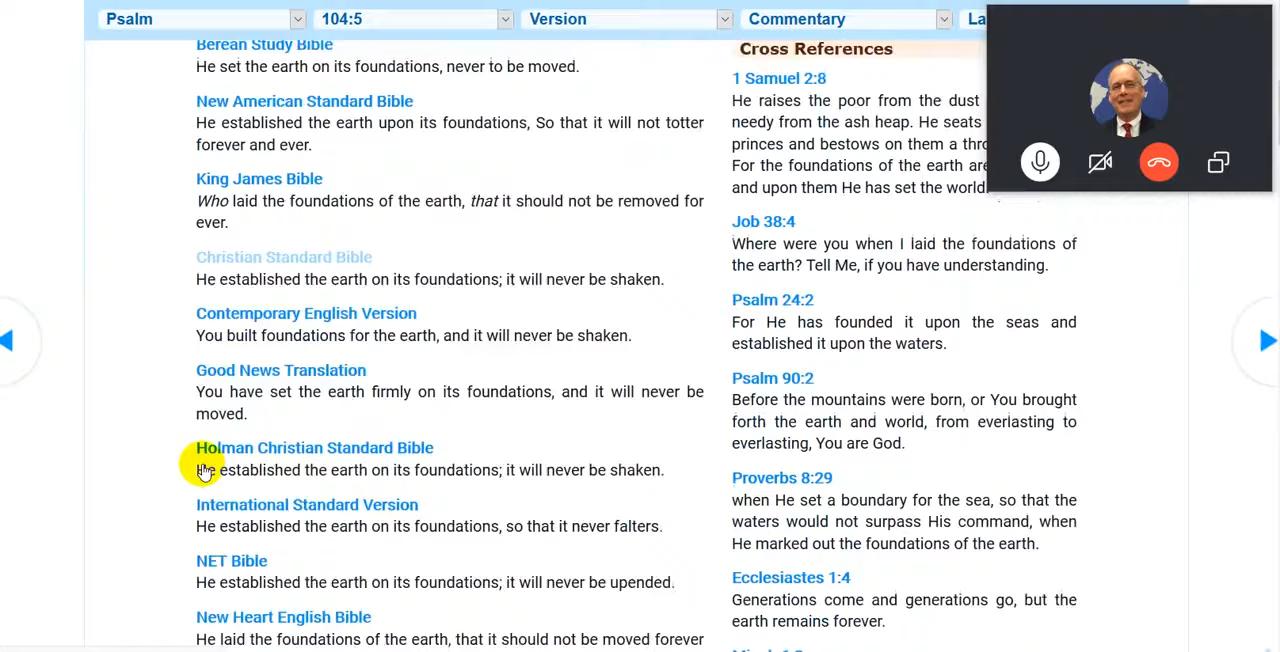 Psalm
104:5
Version
Commentary
La
Berean Study Bible
He set the earth on its foundations, never to be moved.
New American Standard Bible
He established the earth upon its foundations, So that it will not totter
forever and ever.
King James Bible
Who laid the foundations of the earth, that it should not be removed for
ever.
Christian Standard Bible
He established the earth on its foundations; it will never be shaken.
Contemporary English Version
You built foundations for the earth, and it will never be shaken.
Good News Translation
You have set the earth firmly on its foundations, and it will never be
moved.
Holman Christian Standard Bible
He established the earth on its foundations; it will never be shaken.
International Standard Version
He established the earth on its foundations, so that it never falters.
NET Bible
He established the earth on its foundations; it will never be upended.
New Heart English Bible
He laid the foundations of the earth, that it should not be moved forever
Cross References
1 Samuel 2:8
He raises the poor from the dust
needy from the ash heap. He seats
princes and bestows on them a thr
For the foundations of the earth are
and upon them He has set the world.
Job 38:4
Where were you when I laid the foundations of
the earth? Tell Me, if you have understanding.
Psalm 24:2
For He has founded it upon the seas and
established it upon the waters.
Psalm 90:2
Before the mountains were born, or You brought
forth the earth and world, from everlasting to
everlasting, You are God.
Proverbs 8:29
when He set a boundary for the sea, so that the
waters would not surpass His command, when
He marked out the foundations of the earth.
Ecclesiastes 1:4
Generations come and generations go, but the
earth remains forever.